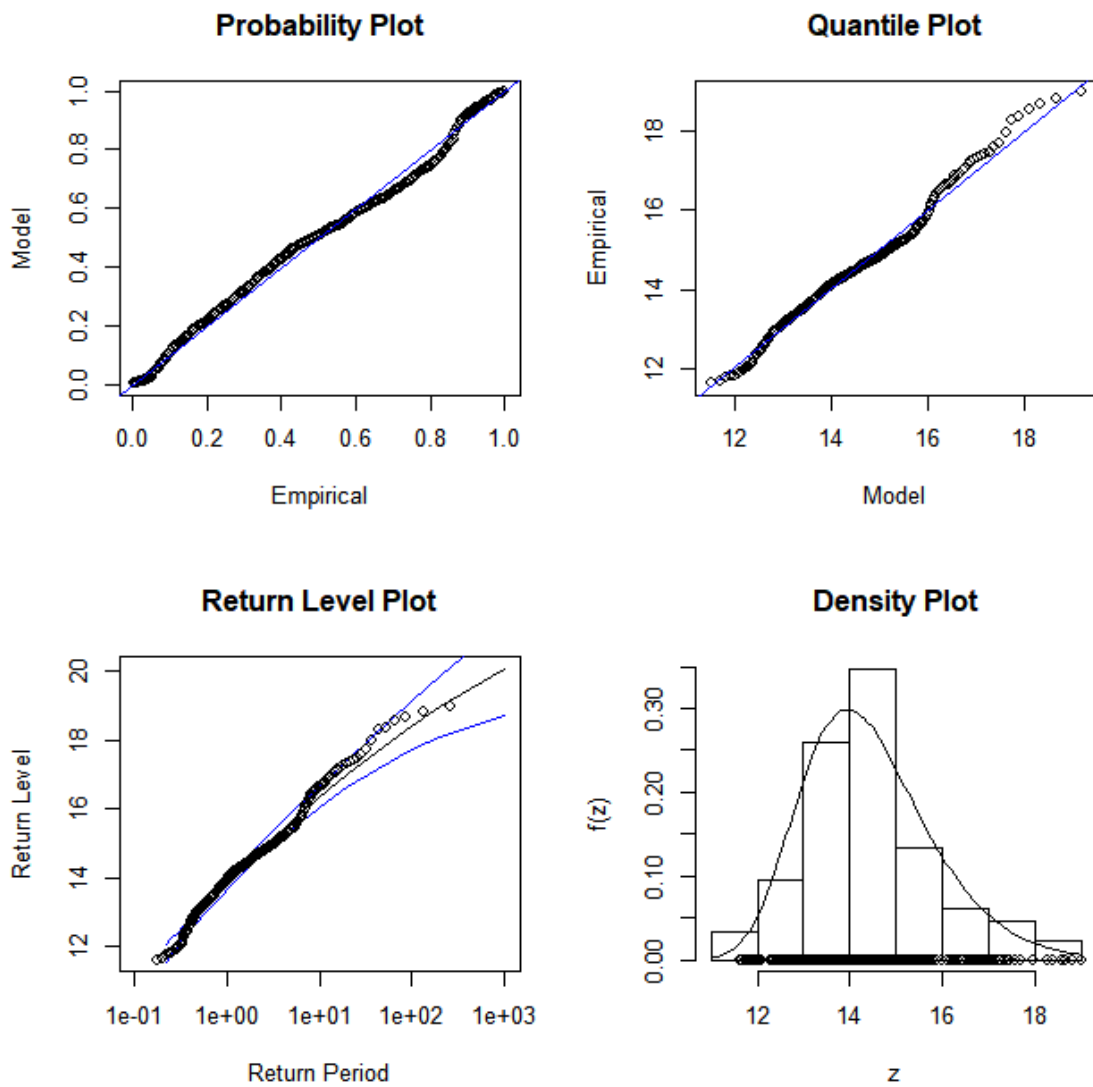 Probability Plot
Model
0.0 0.2 0.4 0.6 0.8 1.0
0.0 0.2 0.4 0.6 0.8 1.0
Empirical
Quantile Plot
Empirical
12 14 16 18
12 14 16 18
Model
Return Level Plot
Return Level
12 14 16 18 20
1e-01 1e+00 1e+01 1e+02 1e+03
Return Period
Density Plot
f(z)
0.00 0.10 0.20 0.30
12 14 16 18
z